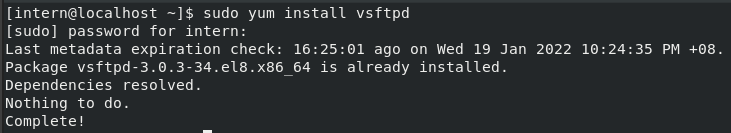 [intern@localhost ~]$ sudo yum install vsftpd
[sudo] password for intern:
Last metadata expiration check: 16:25:01 ago on Wed 19 Jan 2022 10:24:35 PM +08.
Package vsftpd-3.0.3-34.el8.x86_64 is already installed.
Dependencies resolved.
Nothing to do.
Complete!